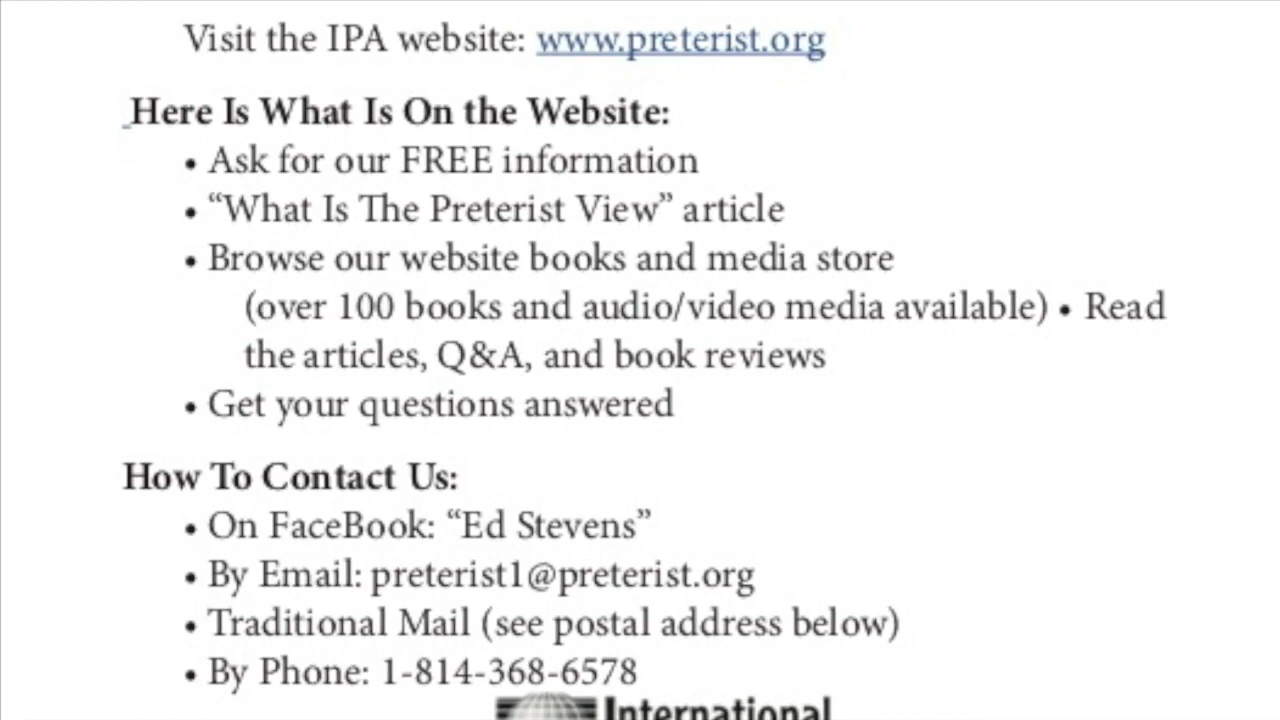 Visit the IPA website: www.preterist.org
Here Is What Is On the Website:
• Ask for our FREE information
• “What Is The Preterist View” article
• Browse our website books and media store
(over 100 books and audio/video media available) • Read
the articles, Q&A, and book reviews
• Get your questions answered
How To Contact Us:
• On FaceBook: “Ed Stevens”
• By Email: preterist1@preterist.org
• Traditional Mail (see postal address below)
• By Phone: 1-814-368-6578
International